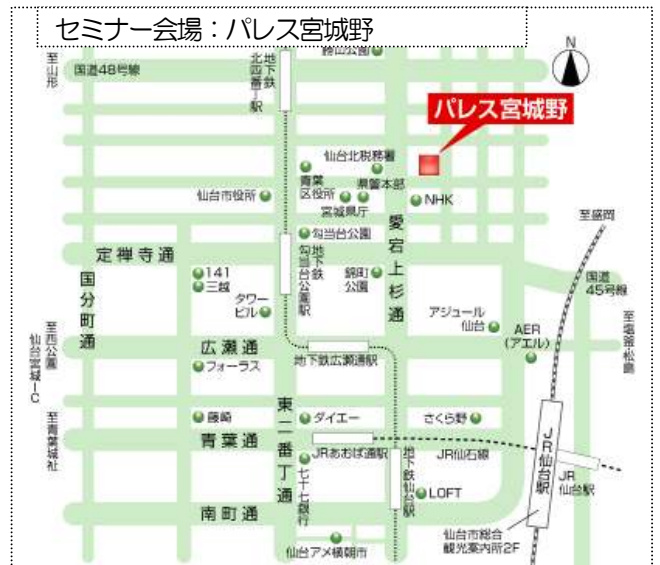 セミナー会場：パレス宮城野
勝山公園
N
至山形
国道48号線
地下鉄
北四番丁駅
パレス宮城野
仙台北税務署
青葉
区役所
県警本部
仙台市役所
宮城県庁
NHK
愛宕上杉通
至盛岡
勾当台公園
定禅寺通
地下鉄
勾当台公園駅
国分町通
141
三越
タワー
ビル
錦町
公園
国道
45号線
アジュール
仙台
AER
(アエル)
至塩釜・松島
至西公園
仙台宮城IC
広瀬通
地下鉄広瀬通駅
フォーラス
至青葉城址
藤崎
東二番丁通
ダイエー
さくら野
青葉通
JRあおば通駅
JR仙石線
JR仙台駅
JR
仙台駅
七十七銀行
地下鉄仙台駅
LOFT
南町通
仙台市総合
観光案内所2F
仙台アメ横朝市